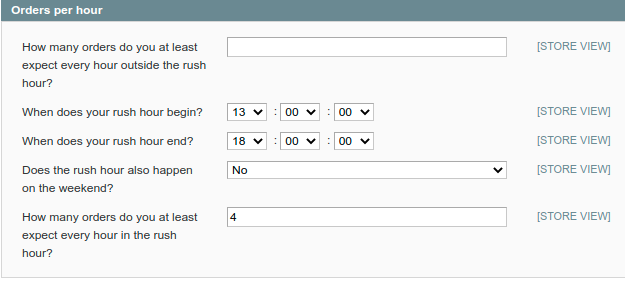 Orders per hour
How many orders do you at least [STORE VIEW]
expect every hour outside the rush
hour?
When does your rush hour begin? 13 : 00 : 00 [STORE VIEW]
When does your rush hour end? 18 : 00 : 00 [STORE VIEW]
Does the rush hour also happen No [STORE VIEW]
on the weekend?
How many orders do you at least 4 [STORE VIEW]
expect every hour in the rush
hour?